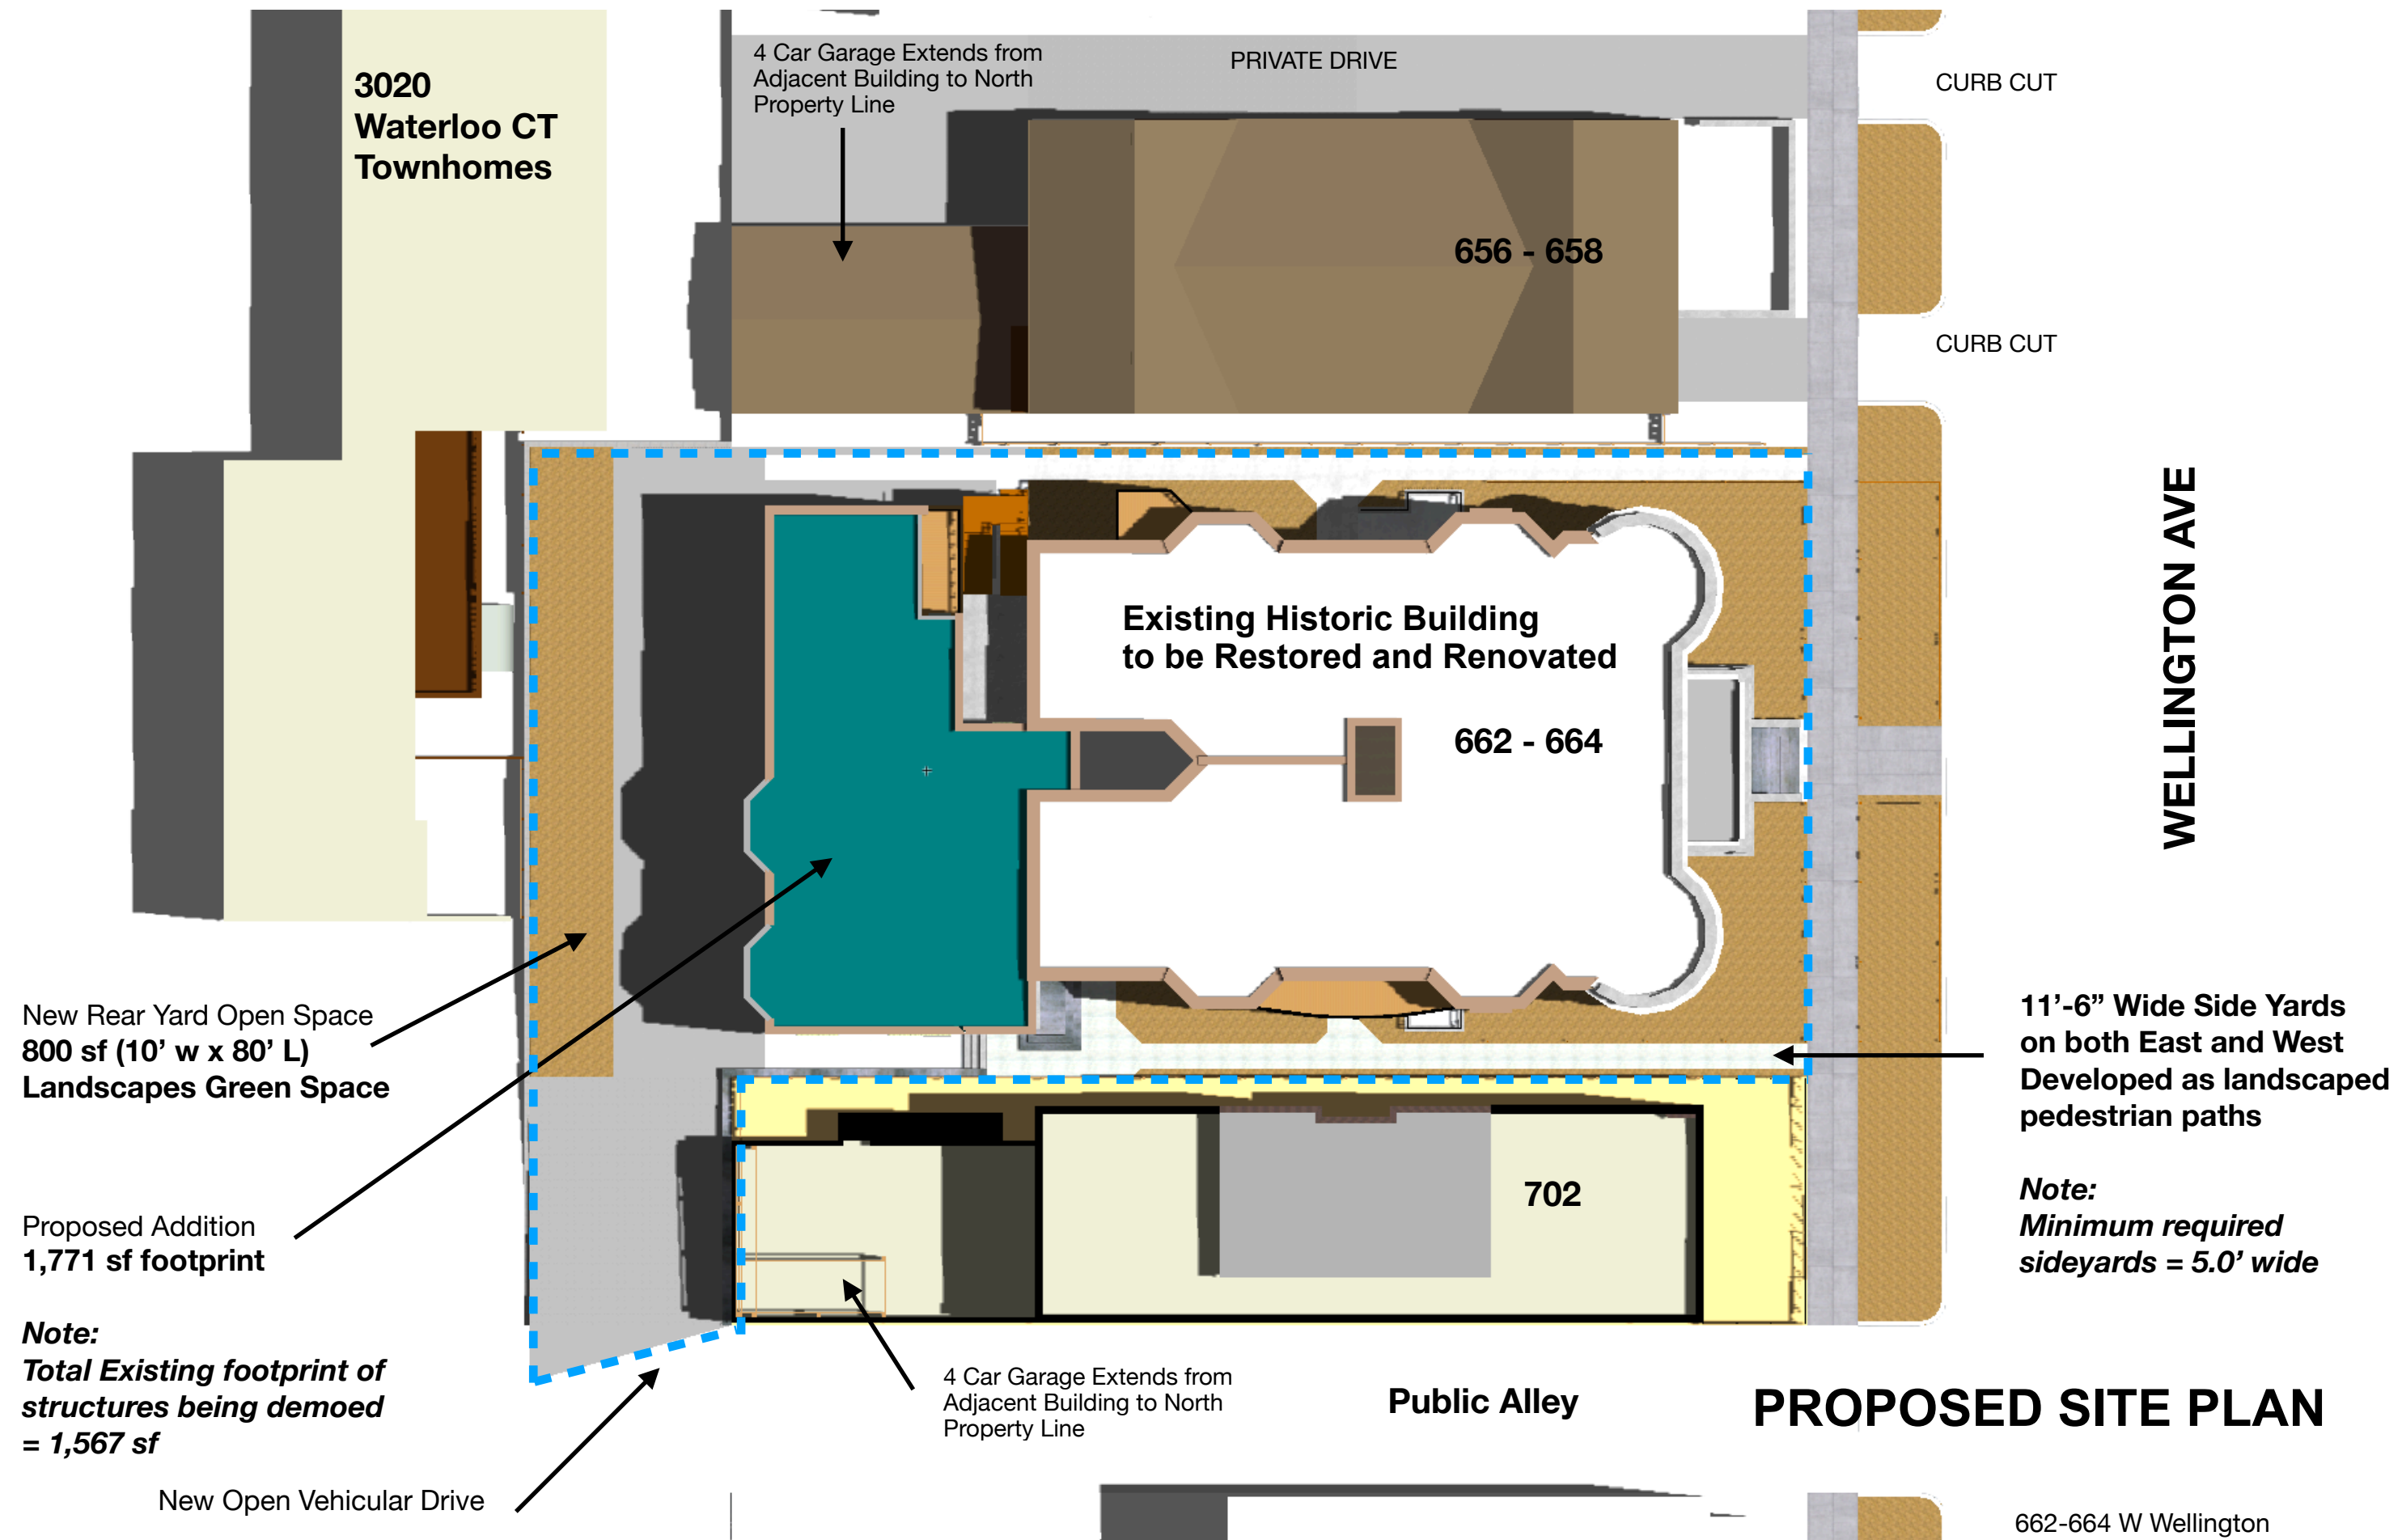 4 Car Garage Extends from
Adjacent Building to North
Property Line
PRIVATE DRIVE
CURB CUT
3020
Waterloo CT
Townhomes
656 - 658
CURB CUT
WELLINGTON AVE
Existing Historic Building
to be Restored and Renovated
662 - 664
New Rear Yard Open Space
800 sf (10’ w x 80’ L)
Landscapes Green Space
11’-6” Wide Side Yards
on both East and West
Developed as landscaped
pedestrian paths
Note:
Minimum required
sideyards = 5.0’ wide
702
Proposed Addition
1,771 sf footprint
Note:
Total Existing footprint of
structures being demoed
= 1,567 sf
4 Car Garage Extends from
Adjacent Building to North
Property Line
Public Alley
PROPOSED SITE PLAN
New Open Vehicular Drive
662-664 W Wellington